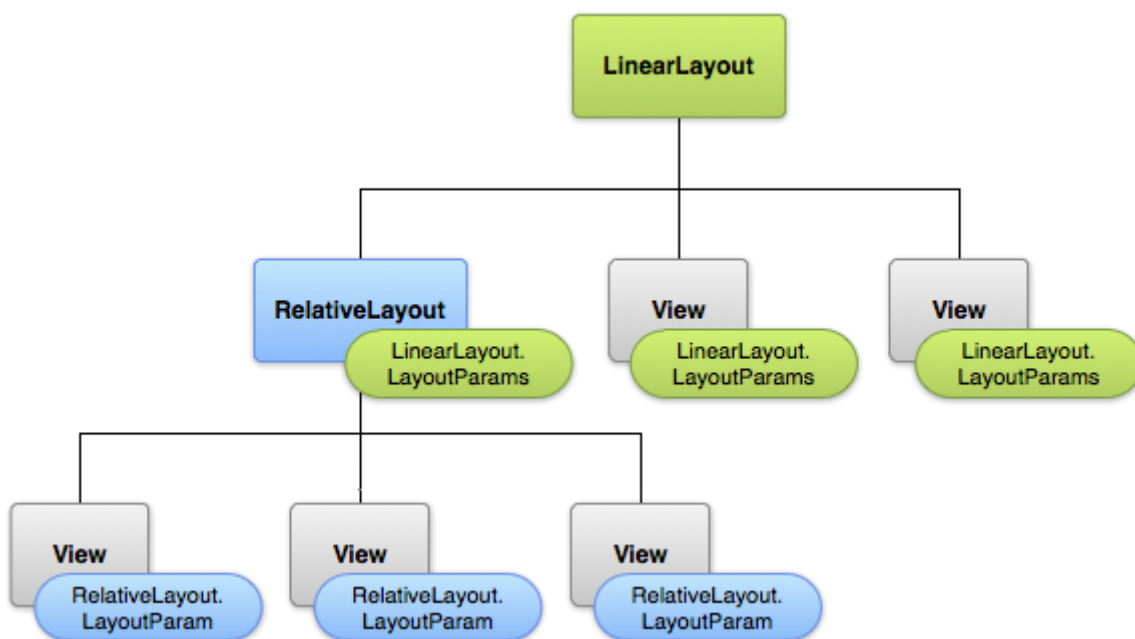 LinearLayout
RelativeLayout
LinearLayout.
LayoutParams
View
LinearLayout.
LayoutParams
View
LinearLayout.
LayoutParams
View
RelativeLayout.
LayoutParam
View
RelativeLayout.
LayoutParam
View
RelativeLayout.
LayoutParam